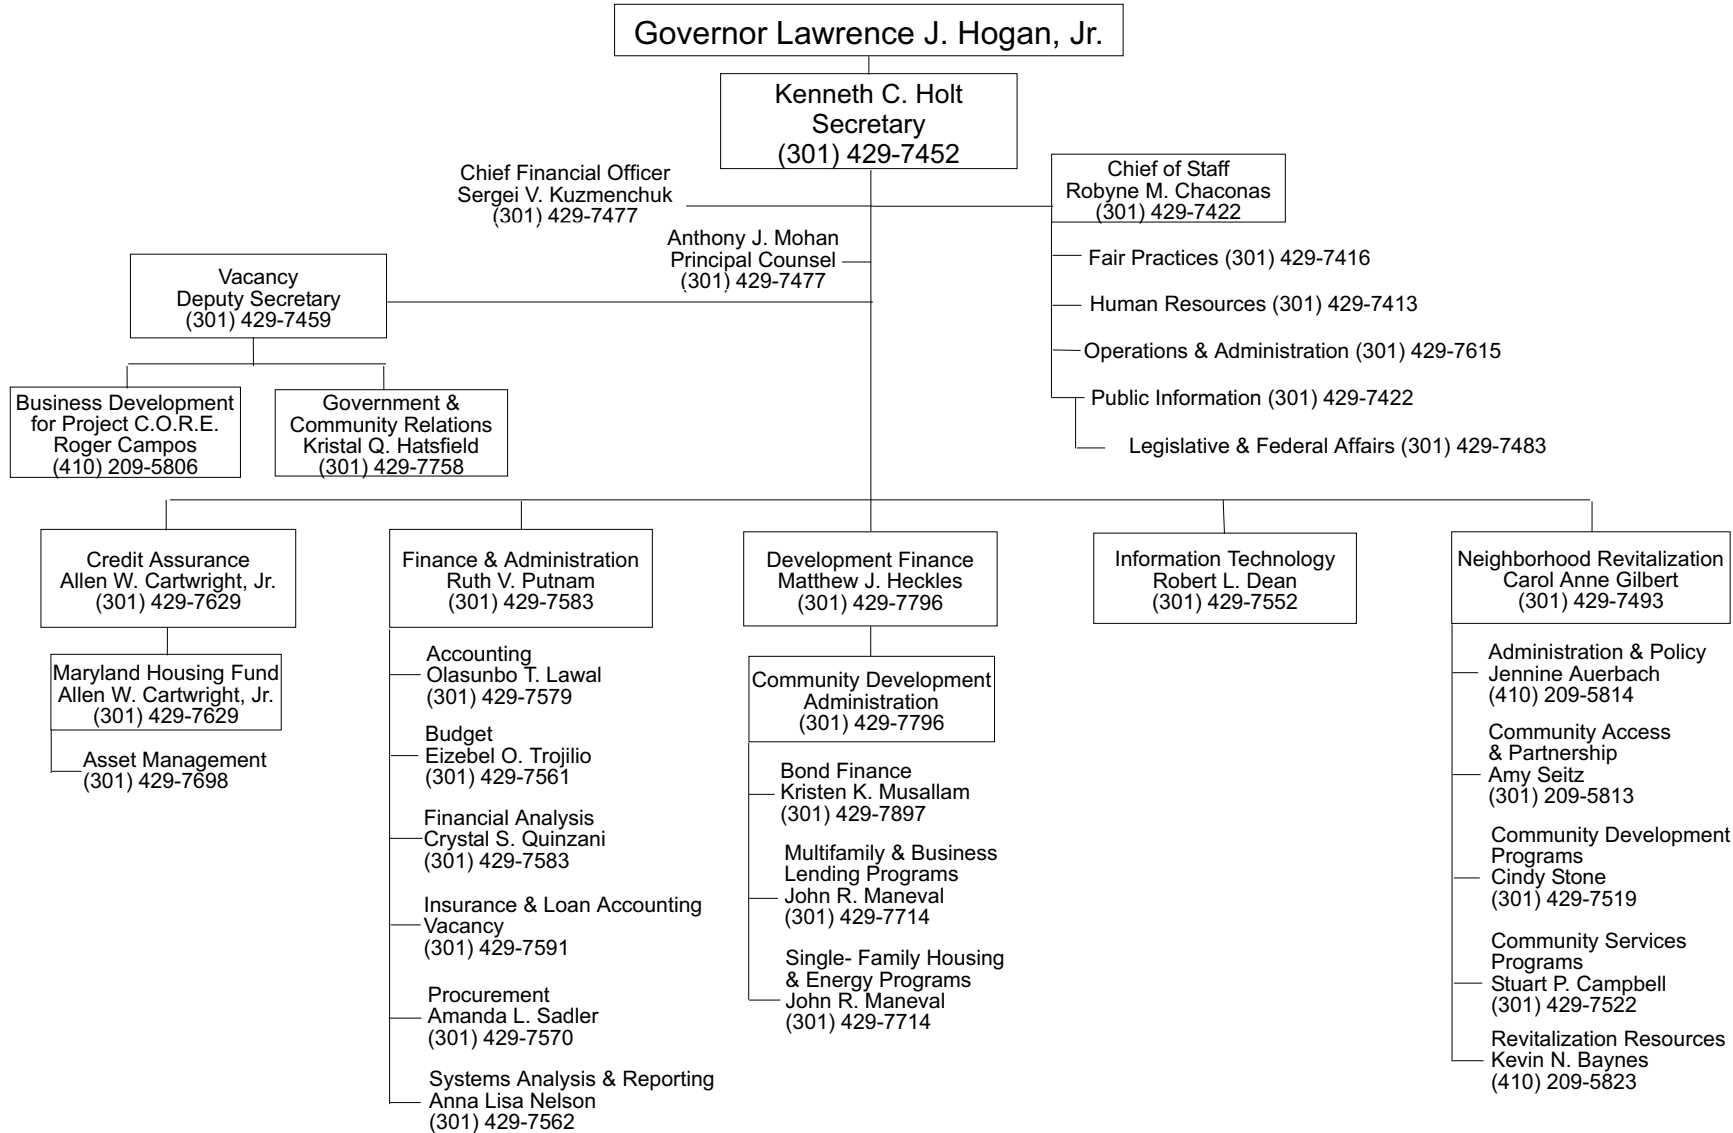 Governor Lawrence J. Hogan, Jr.
Kenneth C. Holt
Secretary
(301) 429-7452
Chief Financial Officer
Sergei V. Kuzmenchuk
(301) 429-7477
Chief of Staff
Robyne M. Chaconas
(301) 429-7422
Anthony J. Mohan
Principal Counsel
(301) 429-7477
Fair Practices (301) 429-7416
Human Resources (301) 429-7413
Operations & Administration (301) 429-7615
Public Information (301) 429-7422
Legislative & Federal Affairs (301) 429-7483
Vacancy
Deputy Secretary
(301) 429-7459
Business Development
for Project C.O.R.E.
Roger Campos
(410) 209-5806
Government &
Community Relations
Kristal Q. Hatsfield
(301) 429-7758
Credit Assurance
Allen W. Cartwright, Jr.
(301) 429-7629
Maryland Housing Fund
Allen W. Cartwright, Jr.
(301) 429-7629
Asset Management
(301) 429-7698
Finance & Administration
Ruth V. Putnam
(301) 429-7583
Accounting
Olasunbo T. Lawal
(301) 429-7579
Budget
Eizebel O. Trojilio
(301) 429-7561
Financial Analysis
Crystal S. Quinzani
(301) 429-7583
Insurance & Loan Accounting
Vacancy
(301) 429-7591
Procurement
Amanda L. Sadler
(301) 429-7570
Systems Analysis & Reporting
Anna Lisa Nelson
(301) 429-7562
Development Finance
Matthew J. Heckles
(301) 429-7796
Community Development
Administration
(301) 429-7796
Bond Finance
Kristen K. Musallam
(301) 429-7897
Multifamily & Business
Lending Programs
John R. Maneval
(301) 429-7714
Single- Family Housing
& Energy Programs
John R. Maneval
(301) 429-7714
Information Technology
Robert L. Dean
(301) 429-7552
Neighborhood Revitalization
Carol Anne Gilbert
(301) 429-7493
Administration & Policy
Jennine Auerbach
(410) 209-5814
Community Access
& Partnership
Amy Seitz
(301) 209-5813
Community Development
Programs
Cindy Stone
(301) 429-7519
Community Services
Programs
Stuart P. Campbell
(301) 429-7522
Revitalization Resources
Kevin N. Baynes
(410) 209-5823